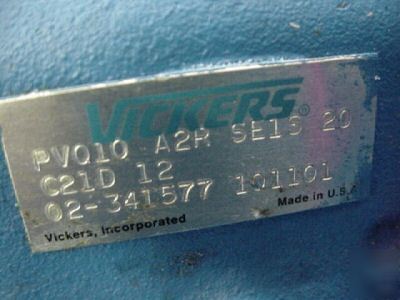 VICKERS®
PVQ10 A2R SE1S 20
C21D 12
02-341577 101101
Vickers, Incorporated
Made in U.S.A